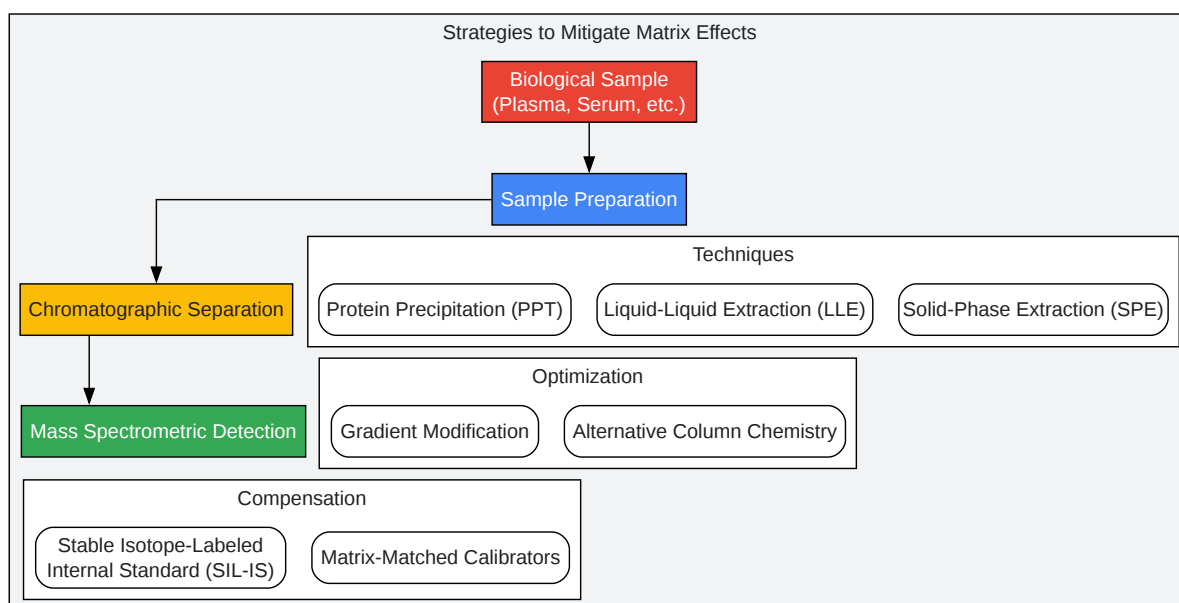 Strategies to Mitigate Matrix Effects
Biological Sample
(Plasma, Serum, etc.)
Sample Preparation
Techniques
Chromatographic Separation
Protein Precipitation (PPT)
Liquid-Liquid Extraction (LLE)
Solid-Phase Extraction (SPE)
Optimization
Mass Spectrometric Detection
Gradient Modification
Alternative Column Chemistry
Compensation
Stable Isotope-Labeled
Internal Standard (SIL-IS)
Matrix-Matched Calibrators